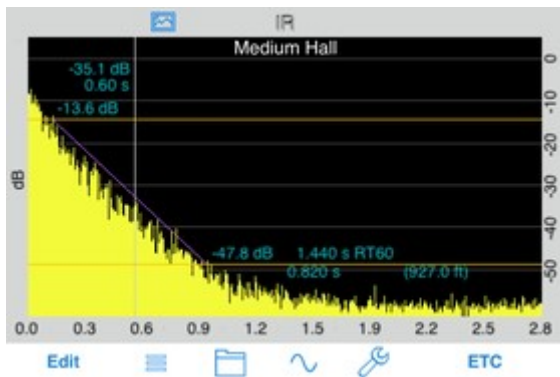 IR
Medium Hall
-35.1 dB
0.60 s
-13.6 dB
-47.8 dB 1.440 s RT60
0.820 s (927.0 ft)
dB
0
-10
-20
-30
-40
-50
0.0 0.3 0.6 0.9 1.2 1.5 1.9 2.2 2.5 2.8
Edit ETC